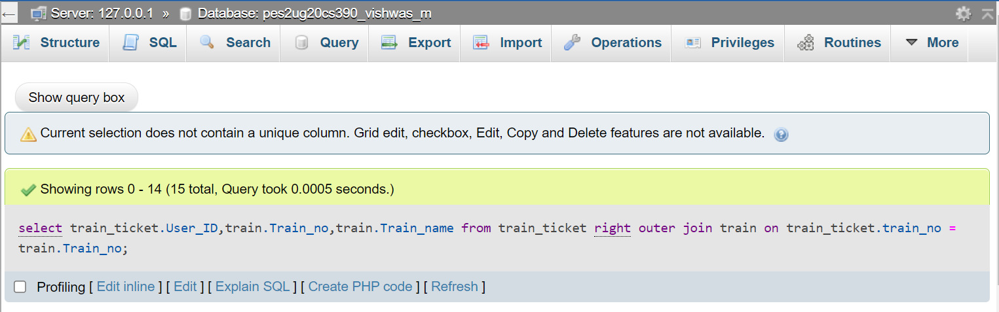 Server: 127.0.0.1 » Database: pes2ug20cs390_vishwas_m
Structure SQL Search Query Export Import Operations Privileges Routines More
Show query box
Current selection does not contain a unique column. Grid edit, checkbox, Edit, Copy and Delete features are not available.
Showing rows 0 - 14 (15 total, Query took 0.0005 seconds.)
select train_ticket.User_ID,train.Train_no,train.Train_name from train_ticket right outer join train on train_ticket.train_no =
train.Train_no;
Profiling [ Edit inline ] [ Edit ] [ Explain SQL ] [ Create PHP code ] [ Refresh ]